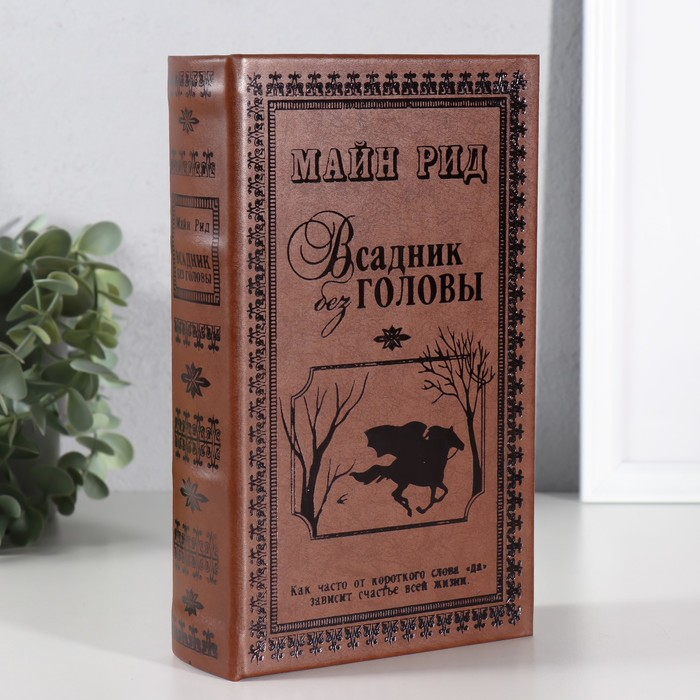 Майн Рид
ВСАДНИК
БЕЗ ГОЛОВЫ
МАЙН РИД
Всадник
без ГОЛОВЫ
Как часто от короткого слова «да»
зависит счастье всей жизни.